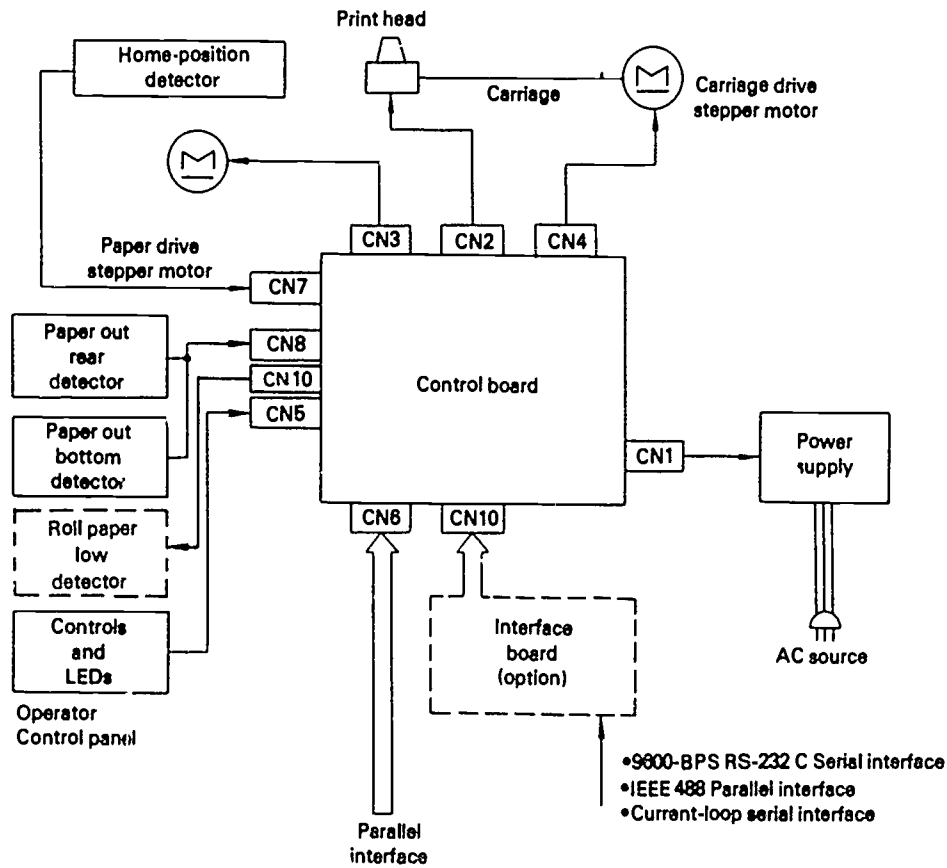 Print head
Home-position
detector
Carriage
Carriage drive
stepper motor
CN3
CN2
CN4
Paper drive
stepper motor
CN7
Paper out
rear
detector
CN8
CN10
CN5
Control board
Paper out
bottom
detector
CN1
Power
supply
Roll paper
low
detector
CN6
CN10
Controls
and
LEDs
Interface
board
(option)
AC source
Operator
Control panel
•9600-BPS RS-232 C Serial interface
•IEEE 488 Parallel interface
•Current-loop serial interface
Parallel
interface